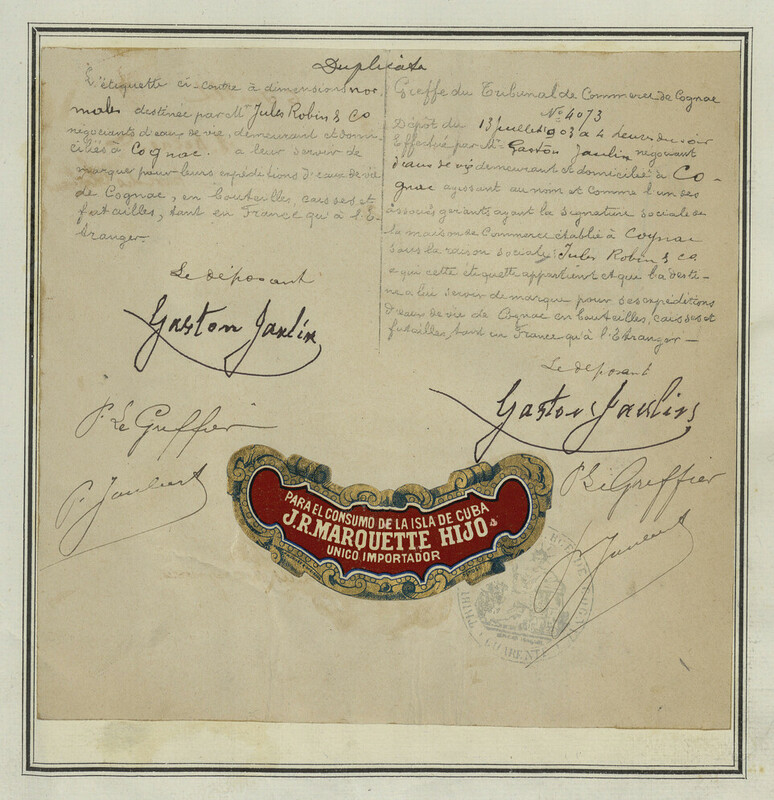 Duplicata
L'étiquette ci-contre à dimensions nor
males destinée par Mrs Jules Robin & Co
négociants d'eaux de vie, demeurant et domi
ciliés à Cognac. a leur servir de
marque pour leurs expéditions d'eaux de vie
de Cognac, en bouteilles, caisses et
futailles, tant en France qu'à l'E
tranger.
Le déposant
Gaston Jaulin
P. Le Greffier
P. Jaubert
Greffe du Tribunal de Commerce de Cognac
No 4073
Dépôt du 13 juillet 1903 à 4 heures du soir
Effectué par Mr Gaston Jaulin négociant
d'eaux de vie demeurant et domicilié à Co-
gnac agissant au nom et comme l'un des
associés gérants ayant la signature sociale de
la maison de Commerce établie à Cognac
sous la raison sociale: Jules Robin & Co
à qui cette étiquette appartient et qui la desti-
ne à lui servir de marque pour ses expéditions
d'eaux de vie de Cognac en bouteilles, caisses et
futailles, tant en France qu'à l'Etranger —
Le déposant
Gaston Jaulin
P. Le Greffier
P. Jaubert
PARA EL CONSUMO DE LA ISLA DE CUBA
J.R. MARQUETTE HIJO
UNICO IMPORTADOR